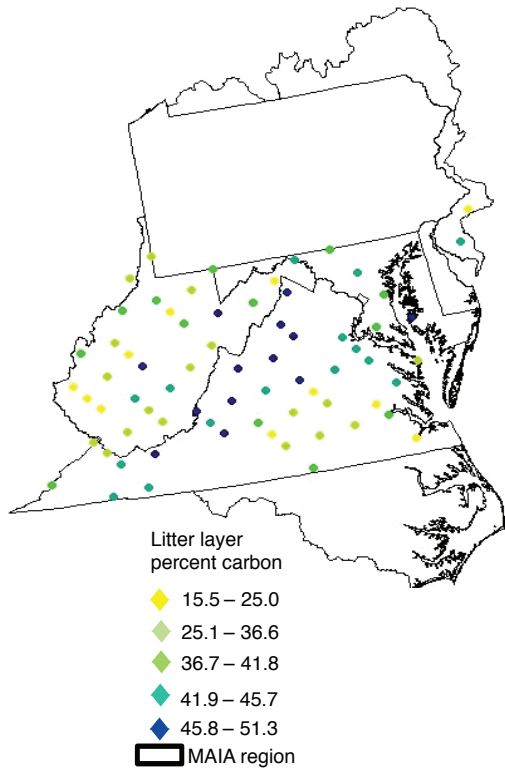 Litter layer
percent carbon
15.5 – 25.0
25.1 – 36.6
36.7 – 41.8
41.9 – 45.7
45.8 – 51.3
MAIA region